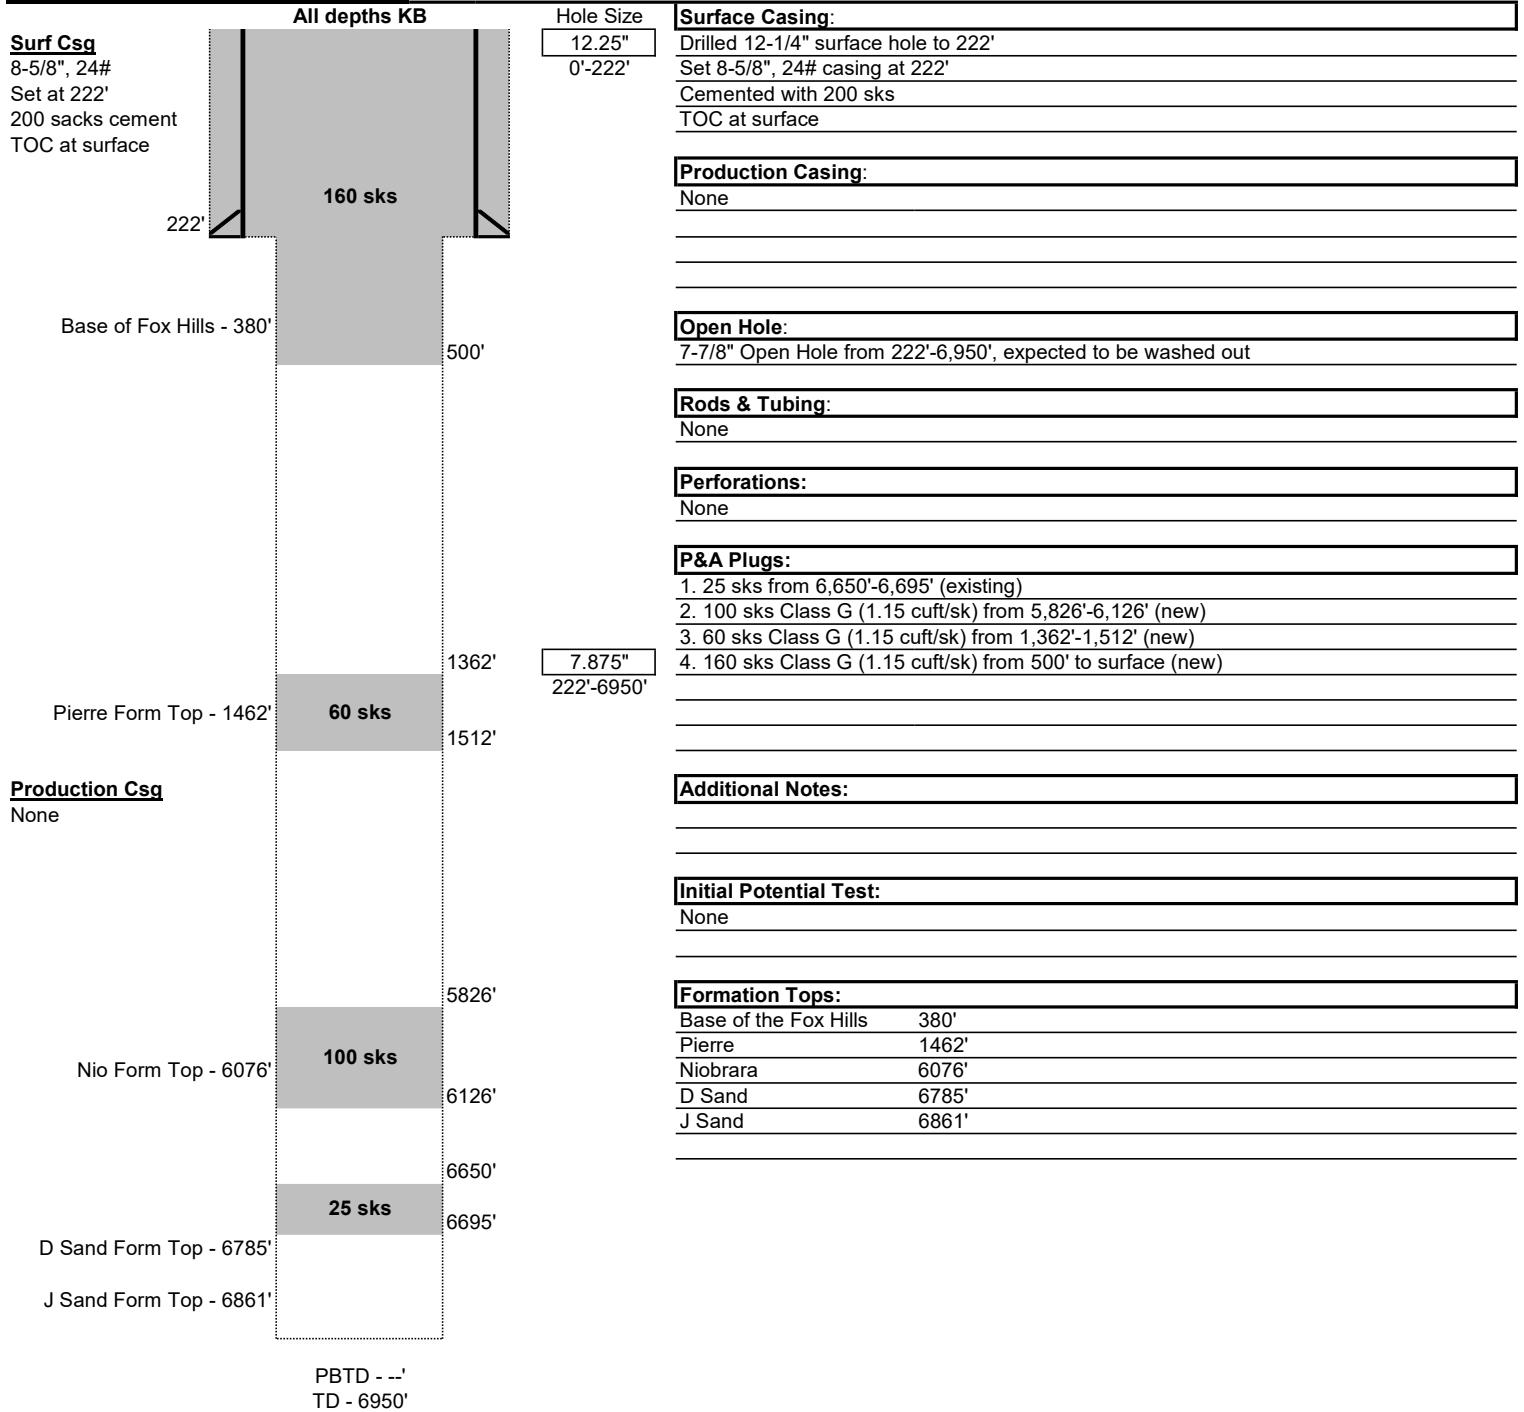 All depths KB
Hole Size
Surf Csg
8-5/8", 24#
Set at 222'
200 sacks cement
TOC at surface
12.25"
0'-222'
160 sks
222'
Base of Fox Hills - 380'
500'
1362'
7.875"
222'-6950'
Pierre Form Top - 1462'
60 sks
1512'
Production Csg
None
5826'
100 sks
Nio Form Top - 6076'
6126'
6650'
25 sks
6695'
D Sand Form Top - 6785'
J Sand Form Top - 6861'
PBTD - --'
TD - 6950'
Surface Casing:
Drilled 12-1/4" surface hole to 222'
Set 8-5/8", 24# casing at 222'
Cemented with 200 sks
TOC at surface
Production Casing:
None
Open Hole:
7-7/8" Open Hole from 222'-6,950', expected to be washed out
Rods & Tubing:
None
Perforations:
None
P&A Plugs:
1. 25 sks from 6,650'-6,695' (existing)
2. 100 sks Class G (1.15 cuft/sk) from 5,826'-6,126' (new)
3. 60 sks Class G (1.15 cuft/sk) from 1,362'-1,512' (new)
4. 160 sks Class G (1.15 cuft/sk) from 500' to surface (new)
Additional Notes:
Initial Potential Test:
None
Formation Tops:
Base of the Fox Hills 380'
Pierre 1462'
Niobrara 6076'
D Sand 6785'
J Sand 6861'